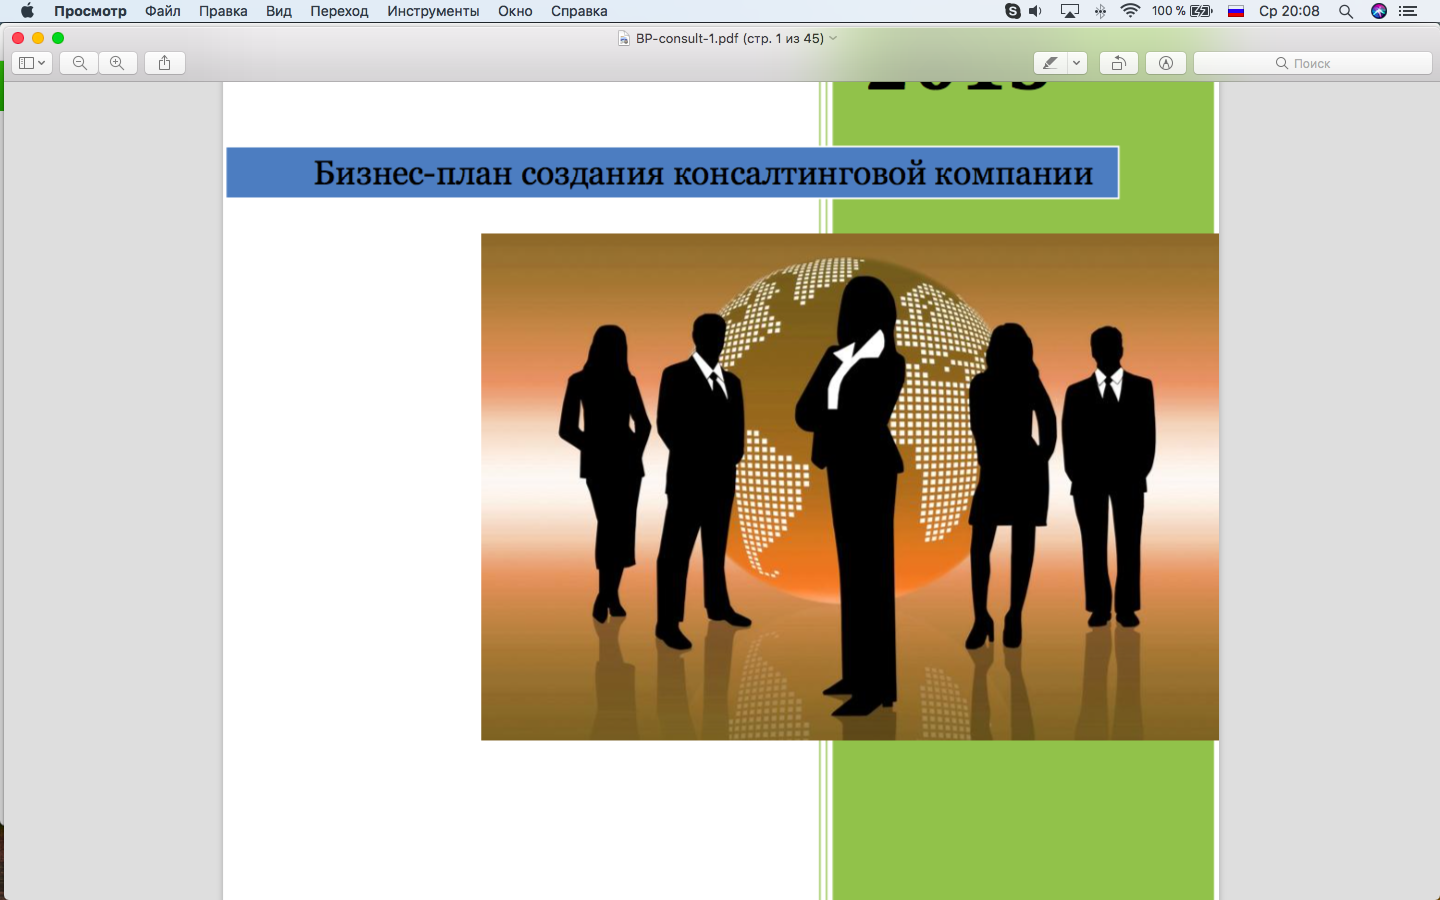 Просмотр Файл Правка Вид Переход Инструменты Окно Справка 100 % Ср 20:08
BP-consult-1.pdf (стр. 1 из 45)
Поиск
Бизнес-план создания консалтинговой компании